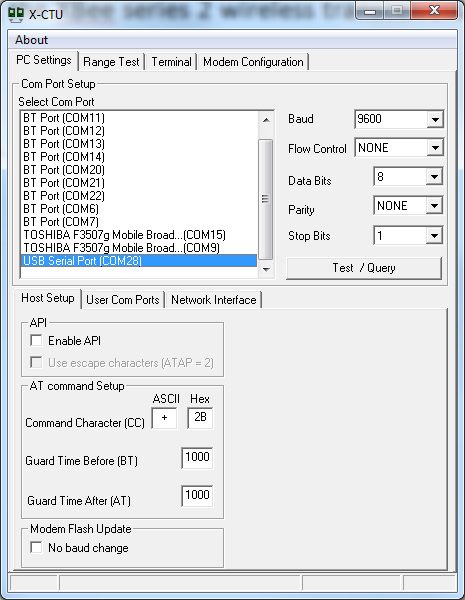 XBee series 2 wireless tra
X-CTU
About
PC Settings Range Test Terminal Modem Configuration
Com Port Setup
Select Com Port
BT Port (COM11)
BT Port (COM12)
BT Port (COM13)
BT Port (COM14)
BT Port (COM20)
BT Port (COM21)
BT Port (COM22)
BT Port (COM6)
BT Port (COM7)
TOSHIBA F3507g Mobile Broad...(COM15)
TOSHIBA F3507g Mobile Broad...(COM9)
USB Serial Port (COM28)
Baud 9600
Flow Control NONE
Data Bits 8
Parity NONE
Stop Bits 1
Test / Query
Host Setup User Com Ports Network Interface
API
Enable API
Use escape characters (ATAP = 2)
AT command Setup
ASCII Hex
Command Character (CC) + 2B
Guard Time Before (BT) 1000
Guard Time After (AT) 1000
Modem Flash Update
No baud change